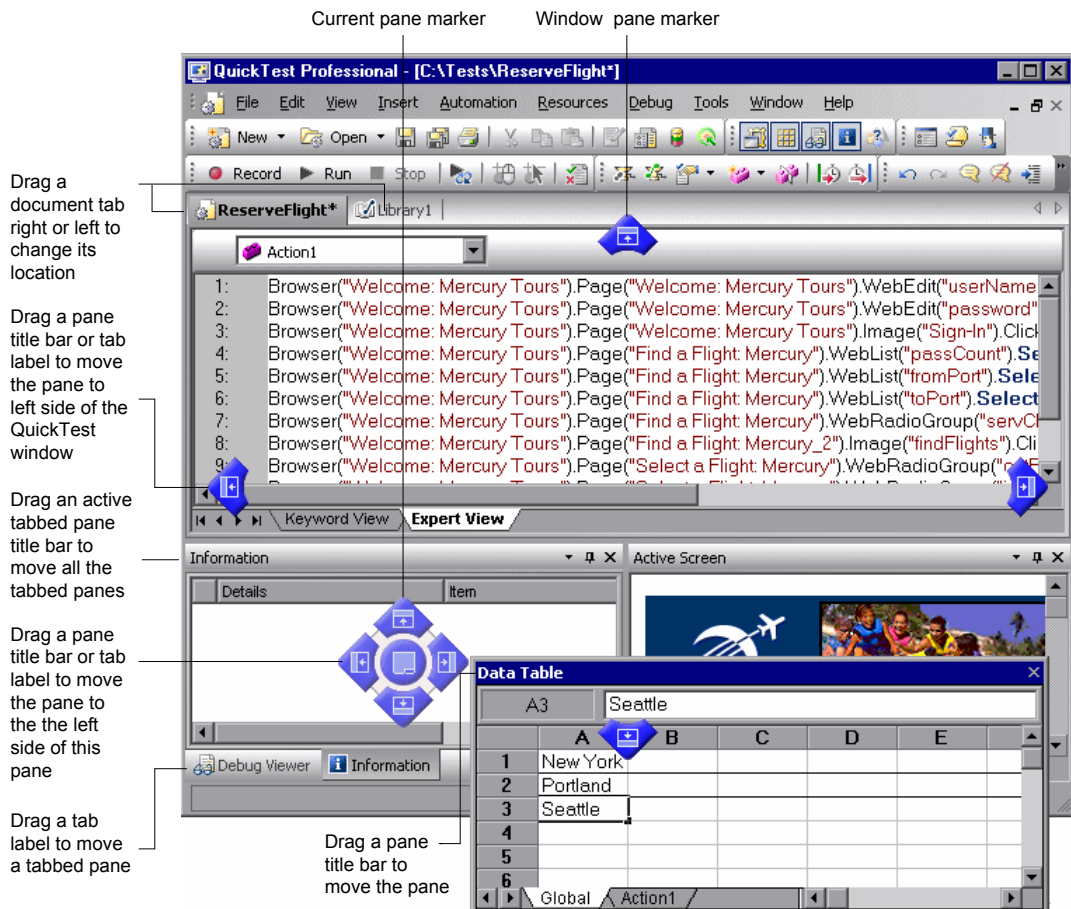 Current pane marker
Window pane marker
QuickTest Professional - [C:\Tests\ReserveFlight*]
File Edit View Insert Automation Resources Debug Tools Window Help
New Open
Record Run Stop
Drag a
document tab
right or left to
change its
location
ReserveFlight* Library1
Action1
1: Browser("Welcome: Mercury Tours").Page("Welcome: Mercury Tours").WebEdit("userName
2: Browser("Welcome: Mercury Tours").Page("Welcome: Mercury Tours").WebEdit("password"
3: Browser("Welcome: Mercury Tours").Page("Welcome: Mercury Tours").Image("Sign-In").Click
4: Browser("Welcome: Mercury Tours").Page("Find a Flight: Mercury").WebList("passCount").Se
5: Browser("Welcome: Mercury Tours").Page("Find a Flight: Mercury").WebList("fromPort").Sele
6: Browser("Welcome: Mercury Tours").Page("Find a Flight: Mercury").WebList("toPort").Select
7: Browser("Welcome: Mercury Tours").Page("Find a Flight: Mercury").WebRadioGroup("servCl
8: Browser("Welcome: Mercury Tours").Page("Find a Flight: Mercury_2").Image("findFlights").Cli
9: Browser("Welcome: Mercury Tours").Page("Select a Flight: Mercury").WebRadioGroup("
Drag a pane
title bar or tab
label to move
the pane to
left side of the
QuickTest
window
Keyword View Expert View
Drag an active
tabbed pane
title bar to
move all the
tabbed panes
Information
Active Screen
Details Item
Drag a pane
title bar or tab
label to move
the pane to
the the left
side of this
pane
Debug Viewer Information
Drag a tab
label to move
a tabbed pane
Drag a pane
title bar to
move the pane
Data Table
A3 Seattle
A B C D E
1 New York
2 Portland
3 Seattle
4
5
6
Global Action1